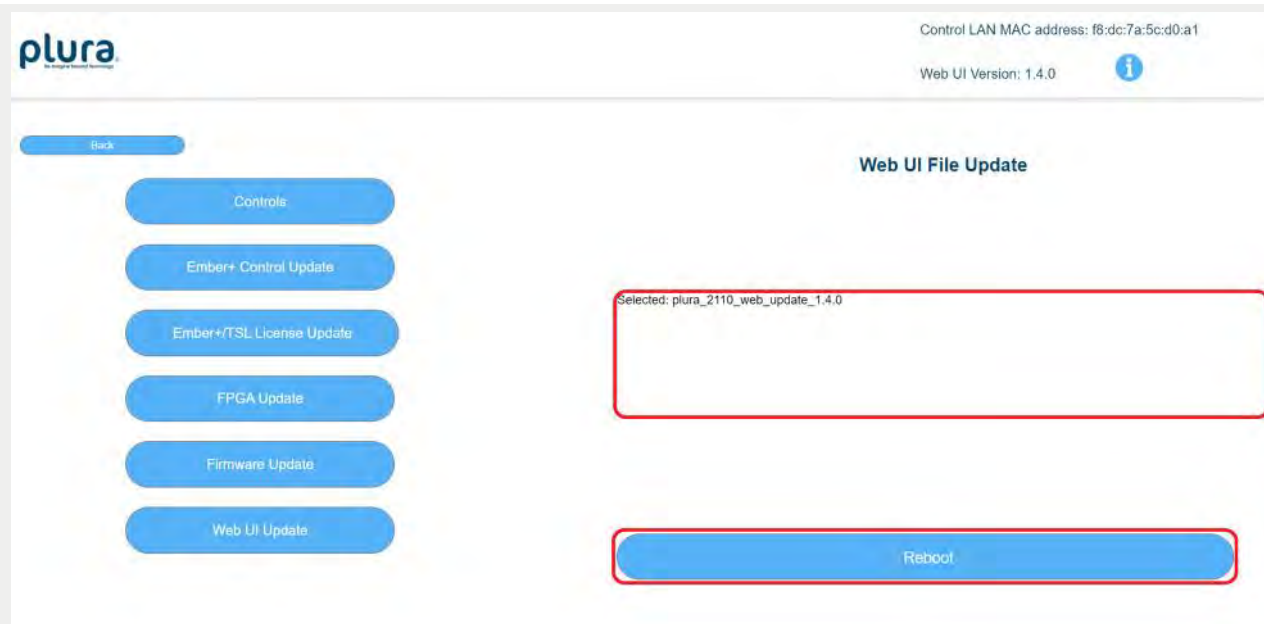 plura
Control LAN MAC address: f8:dc:7a:5c:d0:a1
Web UI Version: 1.4.0
i
Back
Web UI File Update
Controls
Ember+ Control Update
Ember+/TSL License Update
FPGA Update
Firmware Update
Web UI Update
Selected: plura_2110_web_update_1.4.0
Reboot